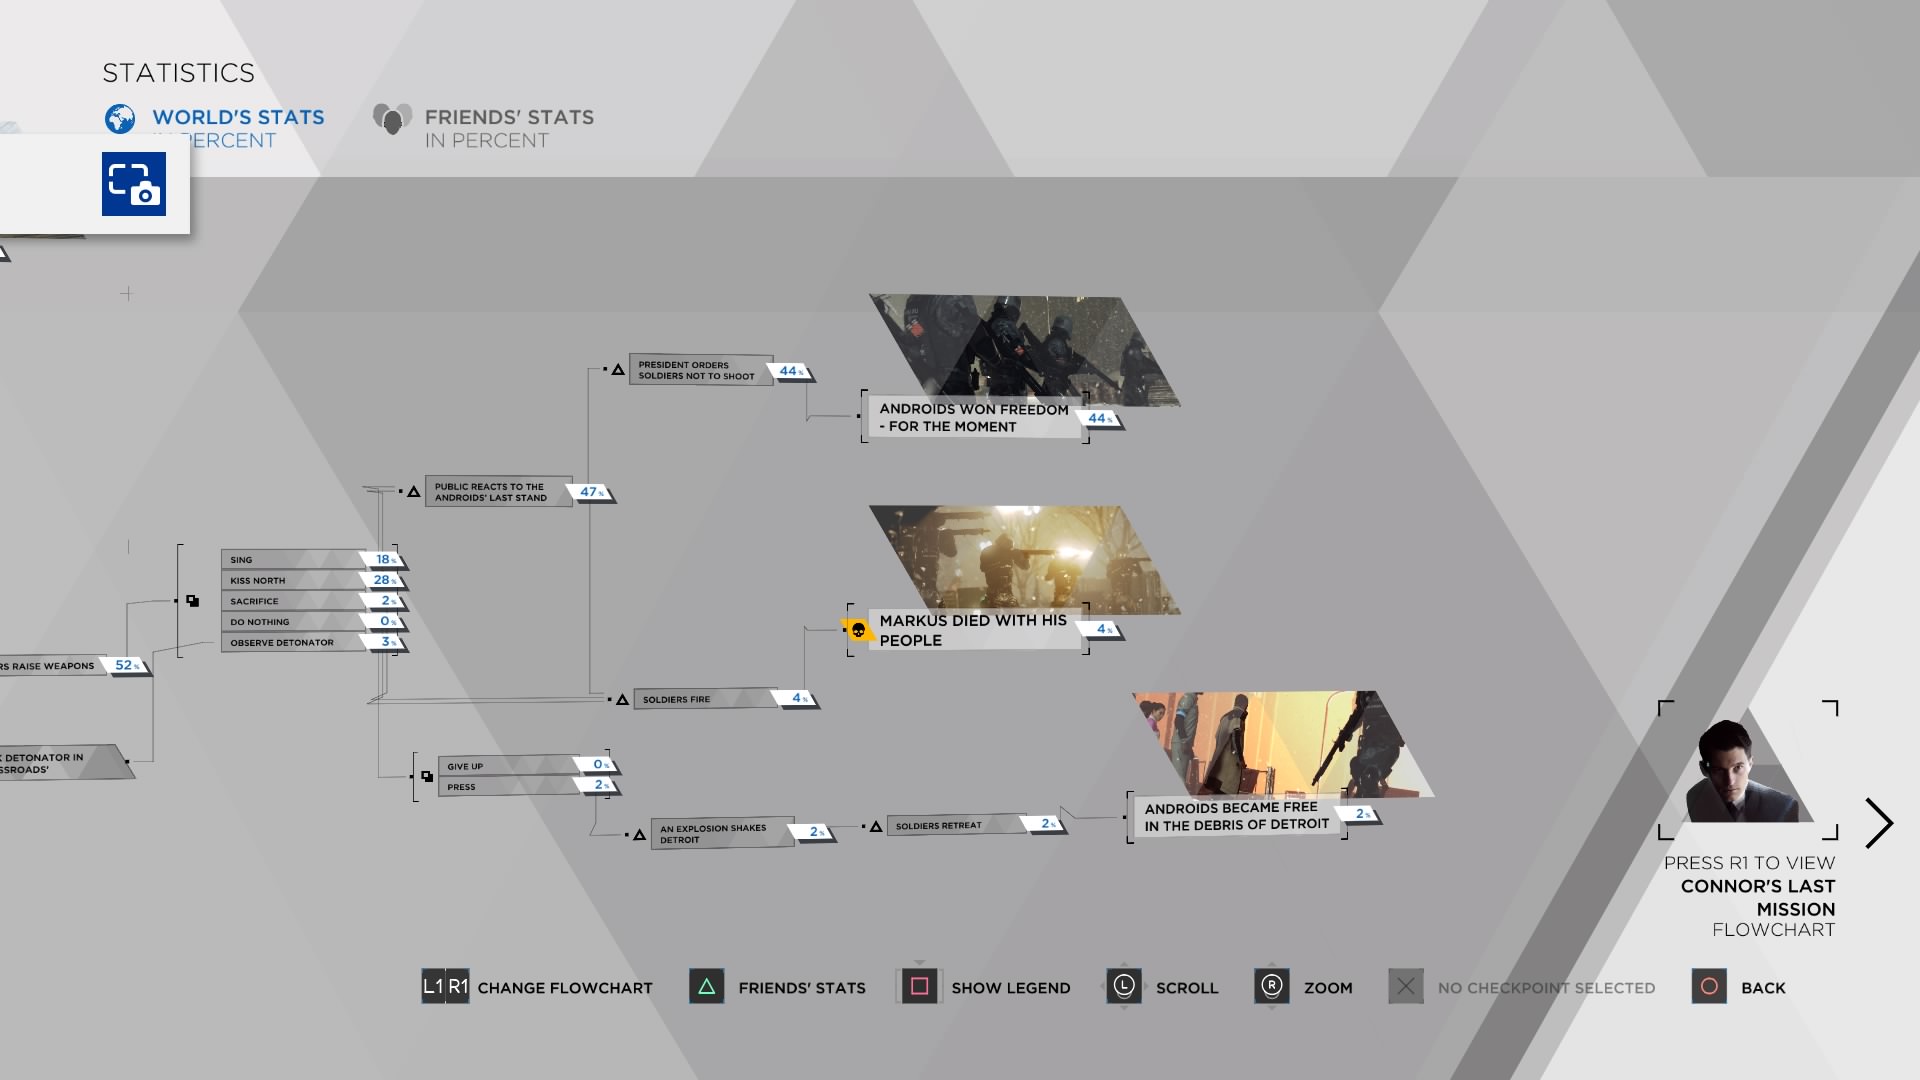 STATISTICS
WORLD'S STATS
PERCENT
FRIENDS' STATS
IN PERCENT
PRESIDENT ORDERS
SOLDIERS NOT TO SHOOT
44%
ANDROIDS WON FREEDOM
- FOR THE MOMENT
44%
PUBLIC REACTS TO THE
ANDROIDS' LAST STAND
47%
SING 18%
KISS NORTH 28%
SACRIFICE 2%
DO NOTHING 0%
OBSERVE DETONATOR 3%
RS RAISE WEAPONS 52%
MARKUS DIED WITH HIS
PEOPLE
4%
SOLDIERS FIRE 4%
DETONATOR IN
SSROADS'
GIVE UP 0%
PRESS 2%
AN EXPLOSION SHAKES
DETROIT
2%
SOLDIERS RETREAT 2%
ANDROIDS BECAME FREE
IN THE DEBRIS OF DETROIT
2%
PRESS R1 TO VIEW
CONNOR'S LAST
MISSION
FLOWCHART
L1 R1 CHANGE FLOWCHART FRIENDS' STATS SHOW LEGEND L SCROLL R ZOOM NO CHECKPOINT SELECTED BACK